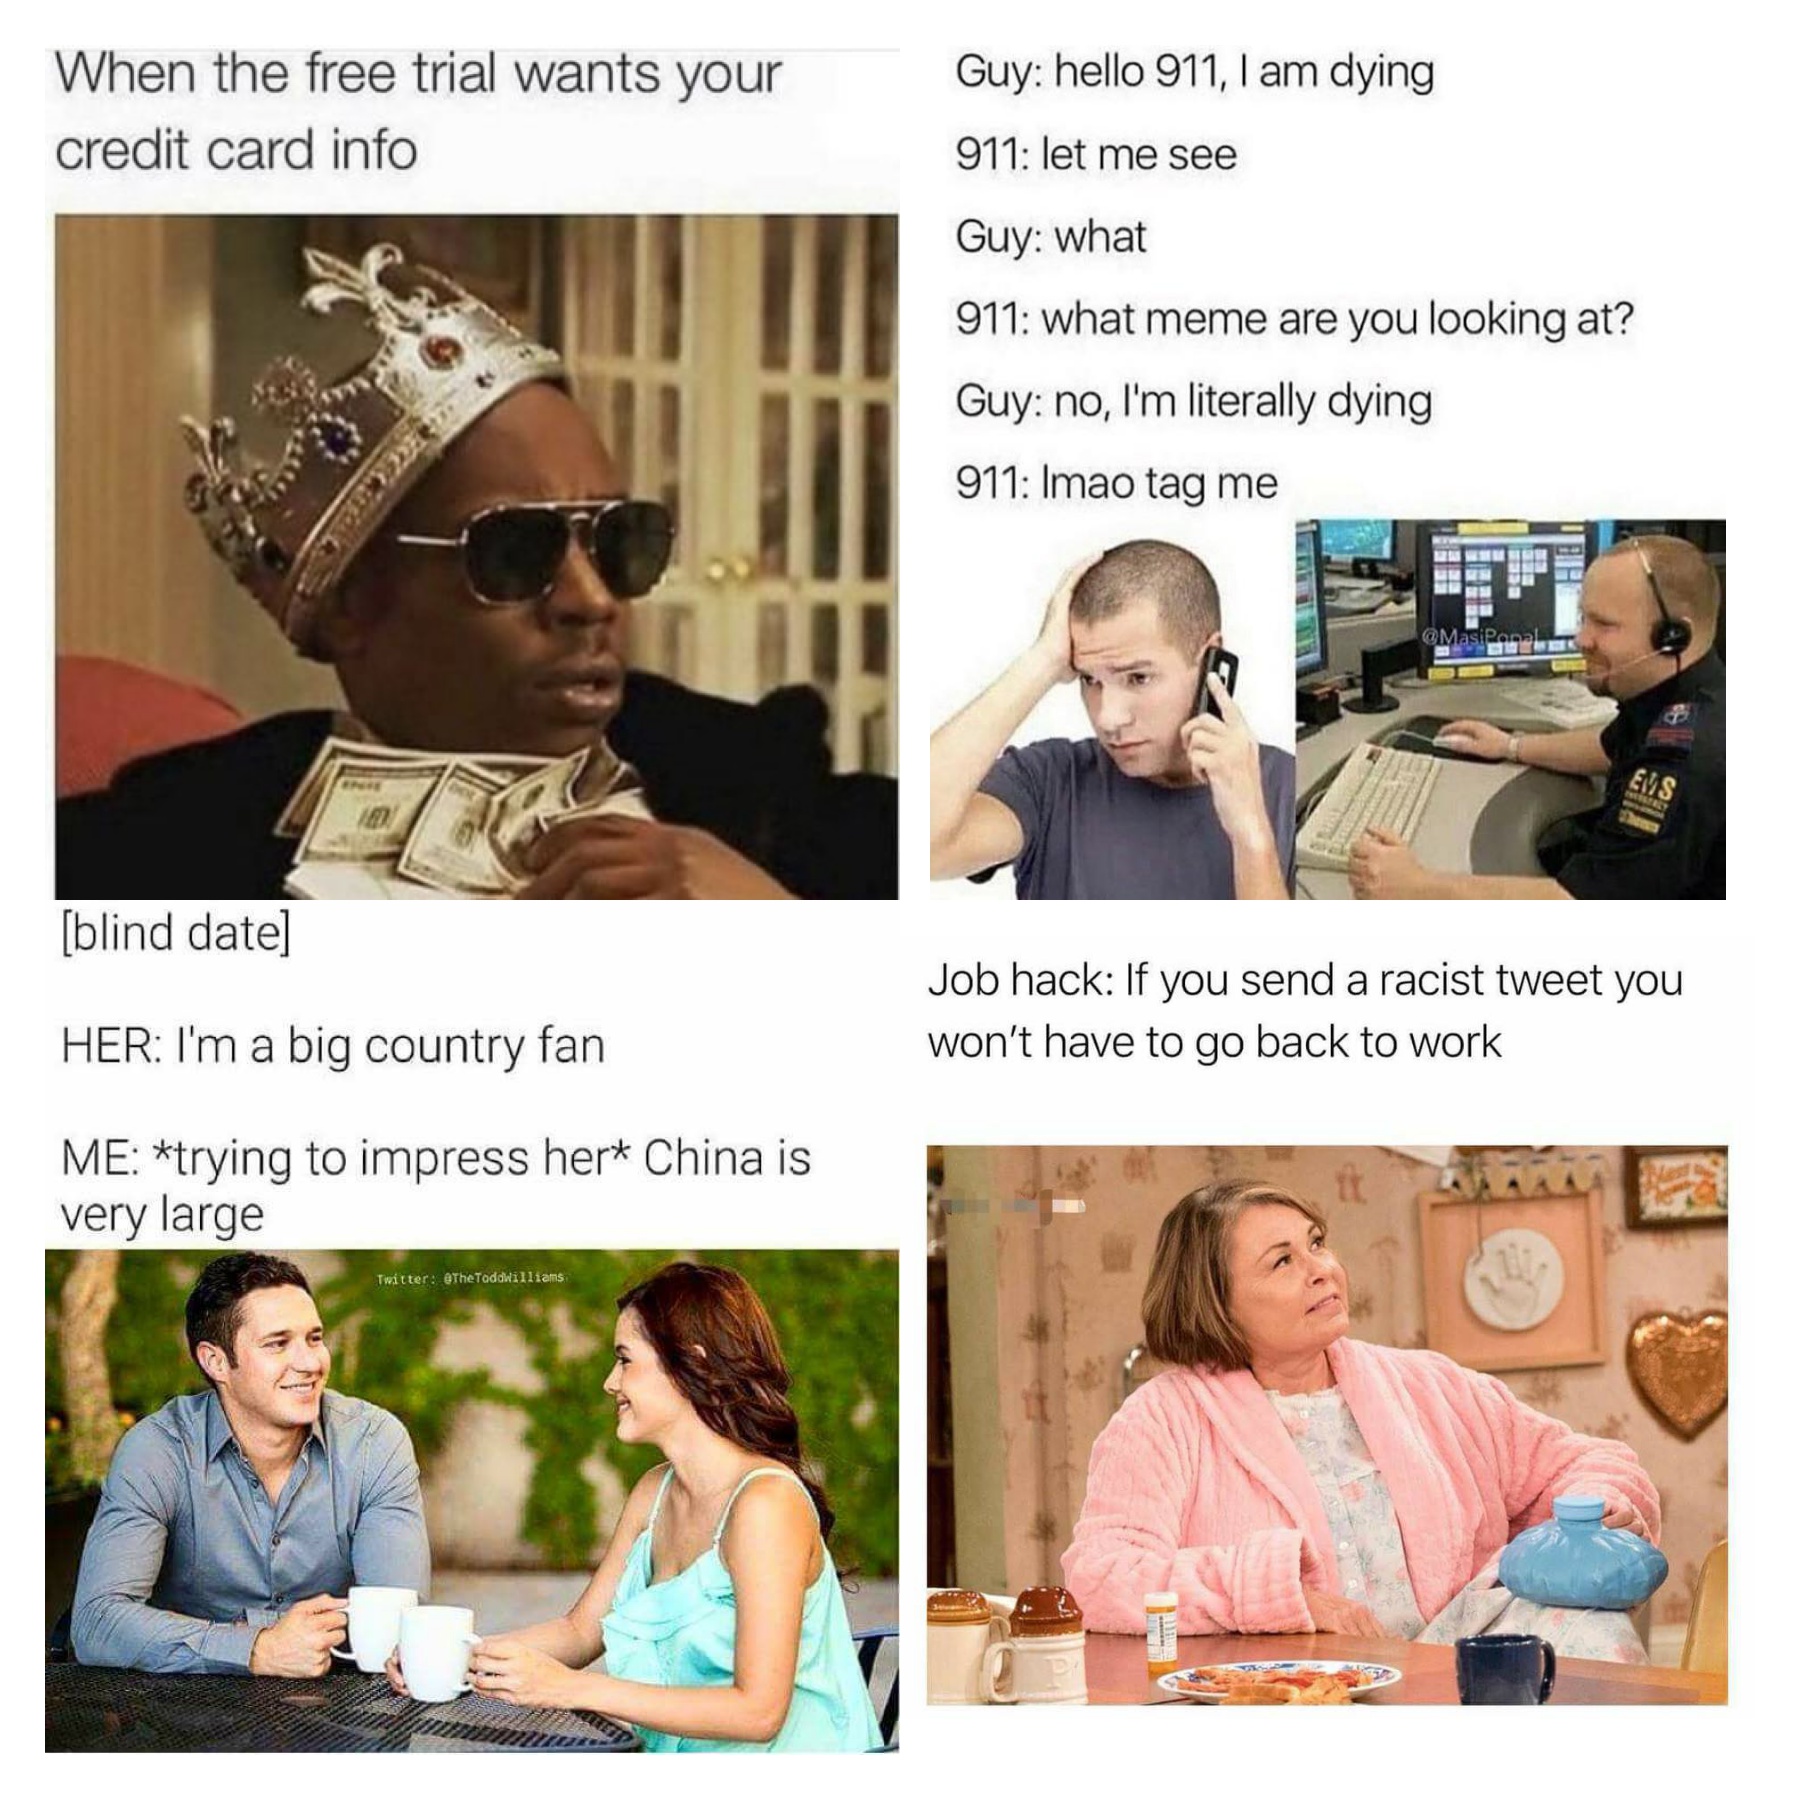 When the free trial wants your
credit card info
Guy: hello 911, I am dying
911: let me see
Guy: what
911: what meme are you looking at?
Guy: no, I'm literally dying
911: lmao tag me
@MasiPopal
EMS
[blind date]
HER: I'm a big country fan
ME: *trying to impress her* China is
very large
Twitter: @TheToddWilliams
Job hack: If you send a racist tweet you
won't have to go back to work